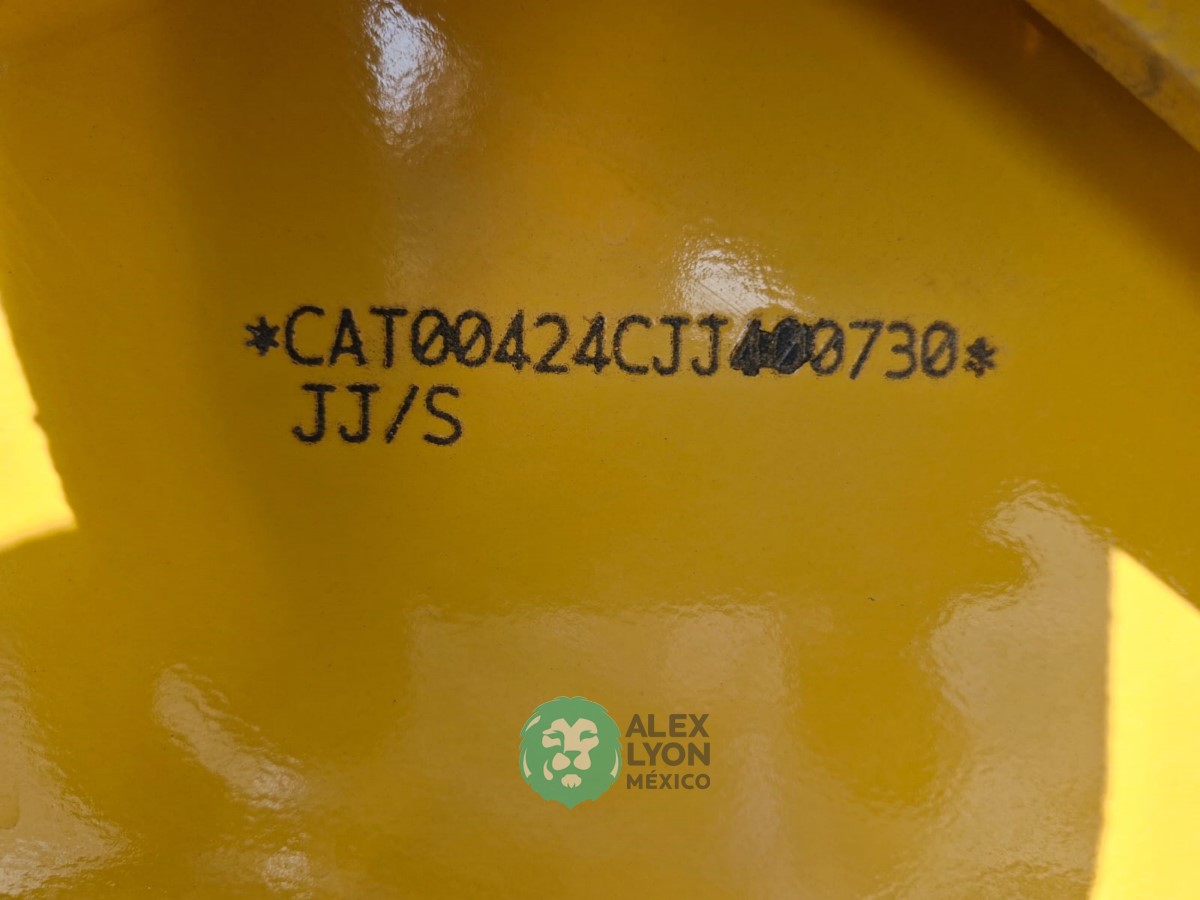 *CAT00424CJJ400730*
JJ/S
ALEX
LYON
MÉXICO